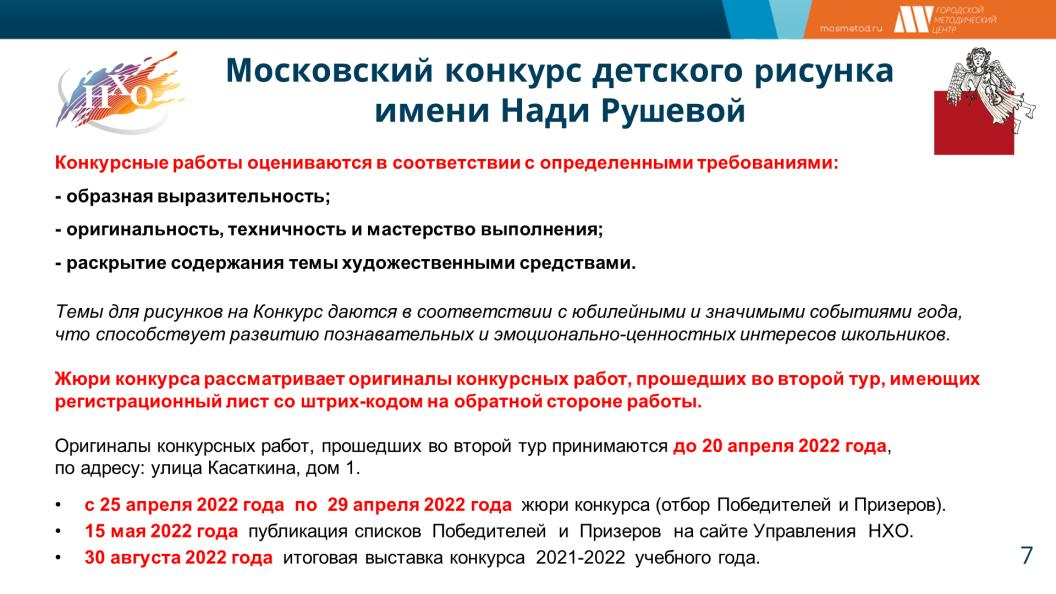 mosmetod.ru
ГОРОДСКОЙ
МЕТОДИЧЕСКИЙ
ЦЕНТР
НХО
Московский конкурс детского рисунка
имени Нади Рушевой
Конкурсные работы оцениваются в соответствии с определенными требованиями:
- образная выразительность;
- оригинальность, техничность и мастерство выполнения;
- раскрытие содержания темы художественными средствами.
Темы для рисунков на Конкурс даются в соответствии с юбилейными и значимыми событиями года,
что способствует развитию познавательных и эмоционально-ценностных интересов школьников.
Жюри конкурса рассматривает оригиналы конкурсных работ, прошедших во второй тур, имеющих
регистрационный лист со штрих-кодом на обратной стороне работы.
Оригиналы конкурсных работ, прошедших во второй тур принимаются до 20 апреля 2022 года,
по адресу: улица Касаткина, дом 1.
• с 25 апреля 2022 года по 29 апреля 2022 года жюри конкурса (отбор Победителей и Призеров).
• 15 мая 2022 года публикация списков Победителей и Призеров на сайте Управления НХО.
• 30 августа 2022 года итоговая выставка конкурса 2021-2022 учебного года.
7